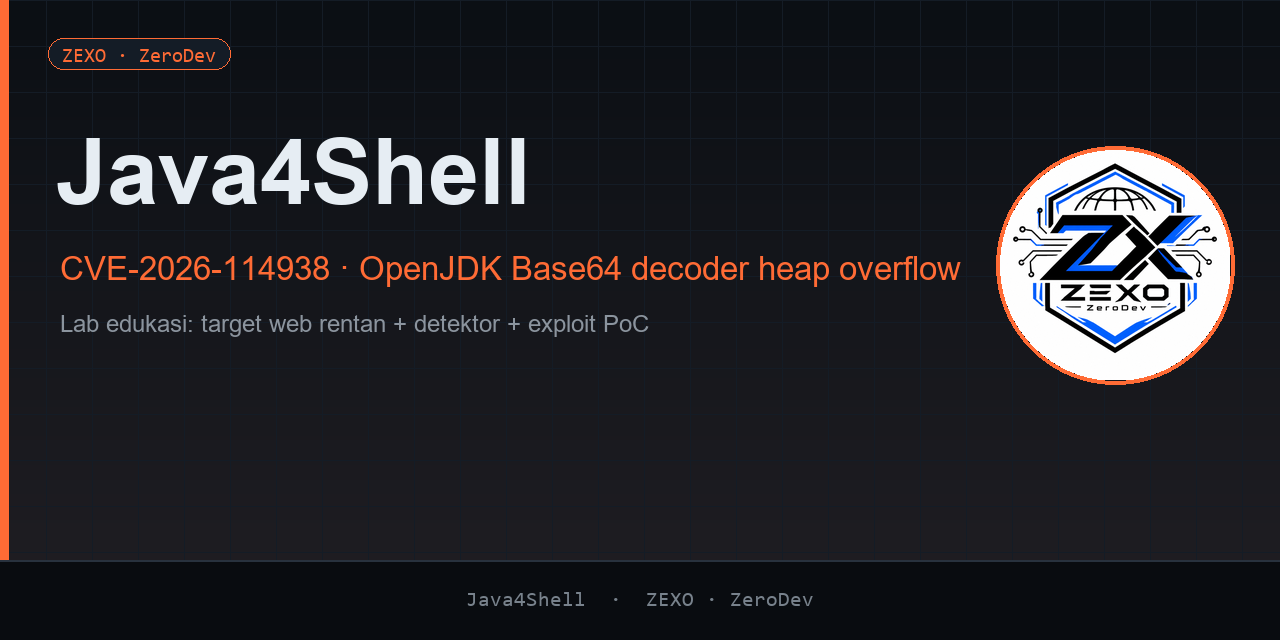 ZEXO · ZeroDev
Java4Shell
CVE-2026-114938 · OpenJDK Base64 decoder heap overflow
Lab edukasi: target web rentan + detektor + exploit PoC
ZX
ZEXO
ZeroDev
Java4Shell · ZEXO · ZeroDev